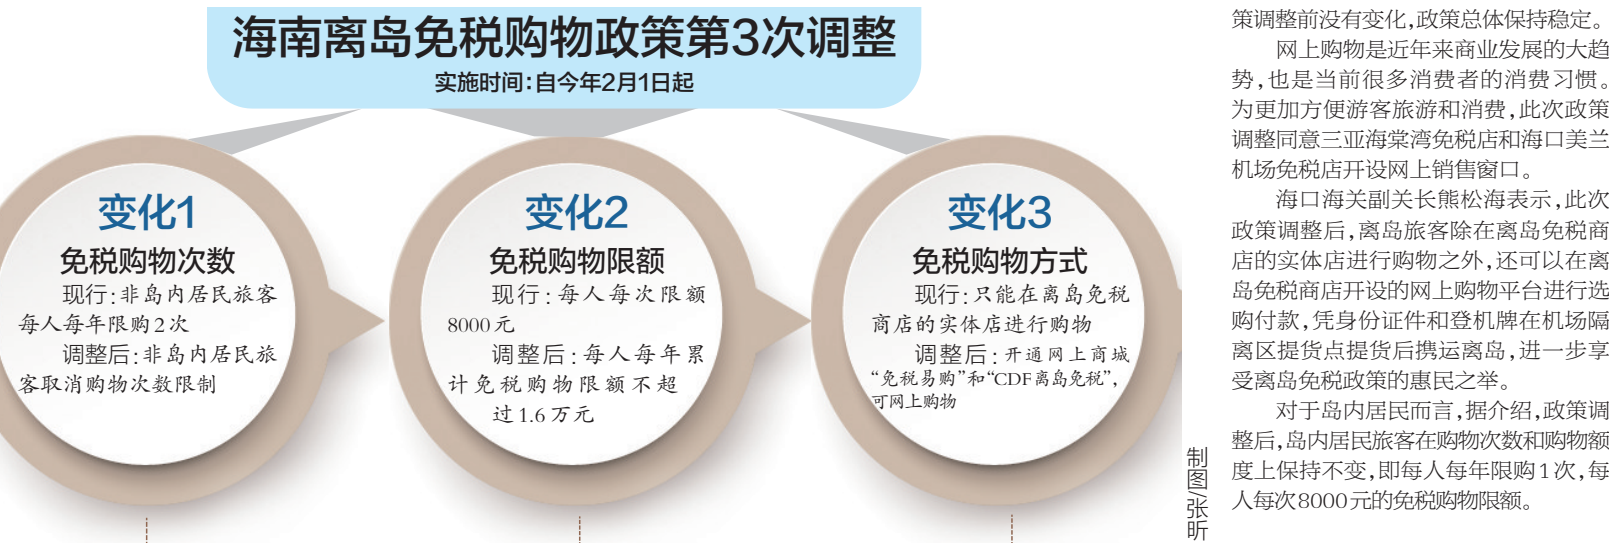 海南离岛免税购物政策第3次调整
实施时间:自今年2月1日起
变化1
免税购物次数
现行:非岛内居民旅客
每人每年限购2次
调整后:非岛内居民旅
客取消购物次数限制
变化2
免税购物限额
现行:每人每次限额
8000元
调整后:每人每年累
计免税购物限额不超
过1.6万元
变化3
免税购物方式
现行:只能在离岛免税
商店的实体店进行购物
调整后:开通网上商城
“免税易购”和“CDF离岛免税”,
可网上购物
制图/张昕
策调整前没有变化,政策总体保持稳定。
网上购物是近年来商业发展的大趋
势,也是当前很多消费者的消费习惯。
为更加方便游客旅游和消费,此次政策
调整同意三亚海棠湾免税店和海口美兰
机场免税店开设网上销售窗口。
海口海关副关长熊松海表示,此次
政策调整后,离岛旅客除在离岛免税商
店的实体店进行购物之外,还可以在离
岛免税商店开设的网上购物平台进行选
购付款,凭身份证件和登机牌在机场隔
离区提货点提货后携运离岛,进一步享
受离岛免税政策的惠民之举。
对于岛内居民而言,据介绍,政策调
整后,岛内居民旅客在购物次数和购物额
度上保持不变,即每人每年限购1次,每
人每次8000元的免税购物限额。